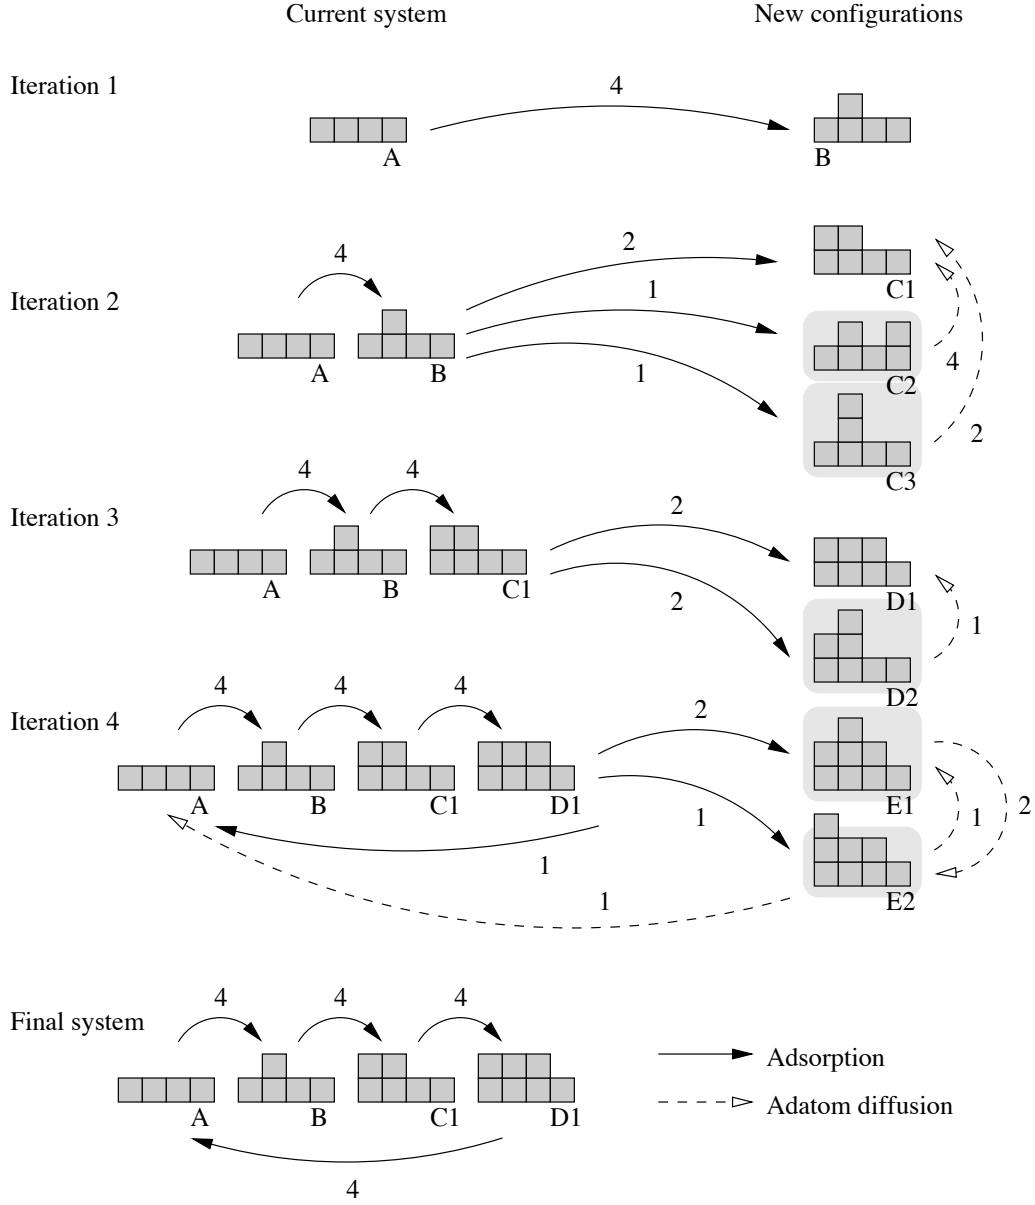 Current system
New configurations
Iteration 1
4
A
B
2
C1
4
1
Iteration 2
4
A
B
1
C2
2
C3
4
4
Iteration 3
2
A
B
C1
2
D1
1
D2
4
4
4
2
Iteration 4
A
B
C1
D1
1
E1
1
2
1
1
E2
4
4
4
Final system
Adsorption
A
B
C1
D1
Adatom diffusion
4